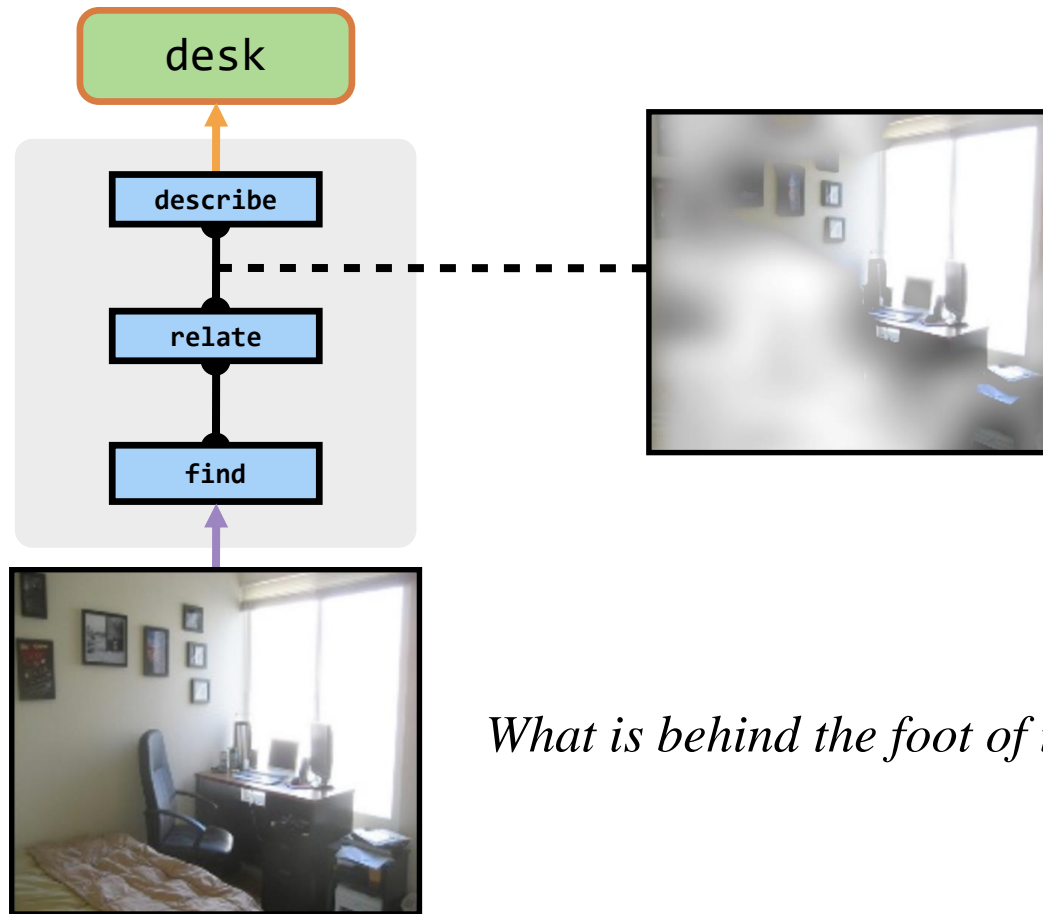 desk
describe
relate
find
What is behind the foot of